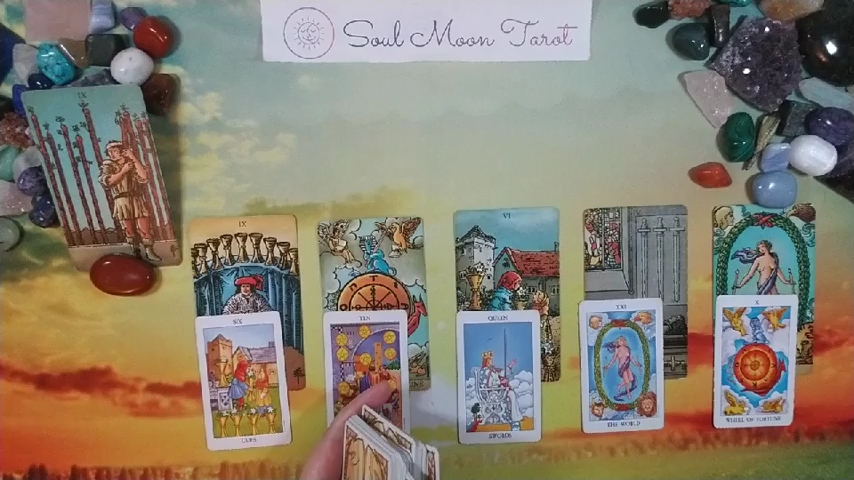 Soul Moon Tarot
IX
IX
VI
SIX
CUPS
TEN
QUEEN
SWORDS
XXI
THE WORLD
X
WHEEL OF FORTUNE